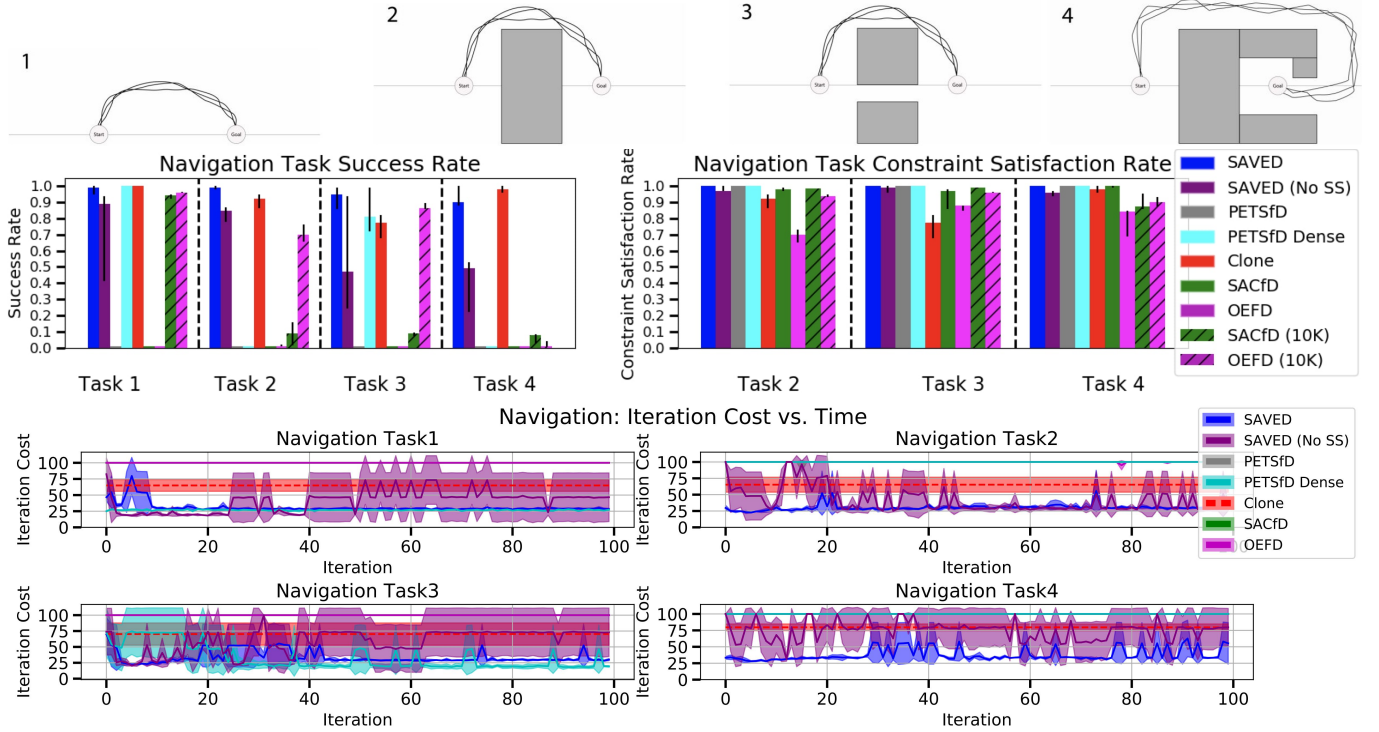 1
2
3
4
Start
Goal
Start
Goal
Start
Goal
Start
Goal
Navigation Task Success Rate
Success Rate
1.0
0.9
0.8
0.7
0.6
0.5
0.4
0.3
0.2
0.1
0.0
Task 1
Task 2
Task 3
Task 4
Navigation Task Constraint Satisfaction Rate
Constraint Satisfaction Rate
1.0
0.9
0.8
0.7
0.6
0.5
0.4
0.3
0.2
0.1
0.0
Task 2
Task 3
Task 4
SAVED
SAVED (No SS)
PETSfD
PETSfD Dense
Clone
SACfD
OEFD
SACfD (10K)
OEFD (10K)
Navigation: Iteration Cost vs. Time
Navigation Task1
Iteration Cost
100
75
50
25
0
0 20 40 60 80 100
Iteration
Navigation Task2
Iteration Cost
100
75
50
25
0
0 20 40 60 80
Iteration
SAVED
SAVED (No SS)
PETSfD
PETSfD Dense
Clone
SACfD
OEFD
Navigation Task3
Iteration Cost
100
75
50
25
0
0 20 40 60 80 100
Iteration
Navigation Task4
Iteration Cost
100
75
50
25
0
0 20 40 60 80 100
Iteration